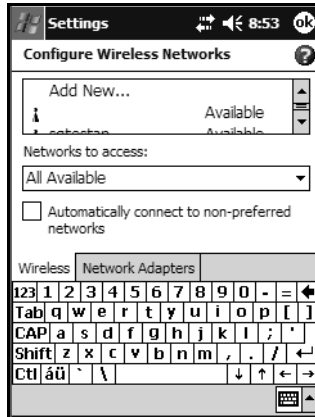 Settings 8:53 ok
Configure Wireless Networks ?
Add New...
Available
Networks to access:
All Available
Automatically connect to non-preferred
networks
Wireless Network Adapters
123 1 2 3 4 5 6 7 8 9 0 - =
Tab q w e r t y u i o p [ ]
CAP a s d f g h j k l ; '
Shift z x c v b n m , . /
Ctl áü ` \